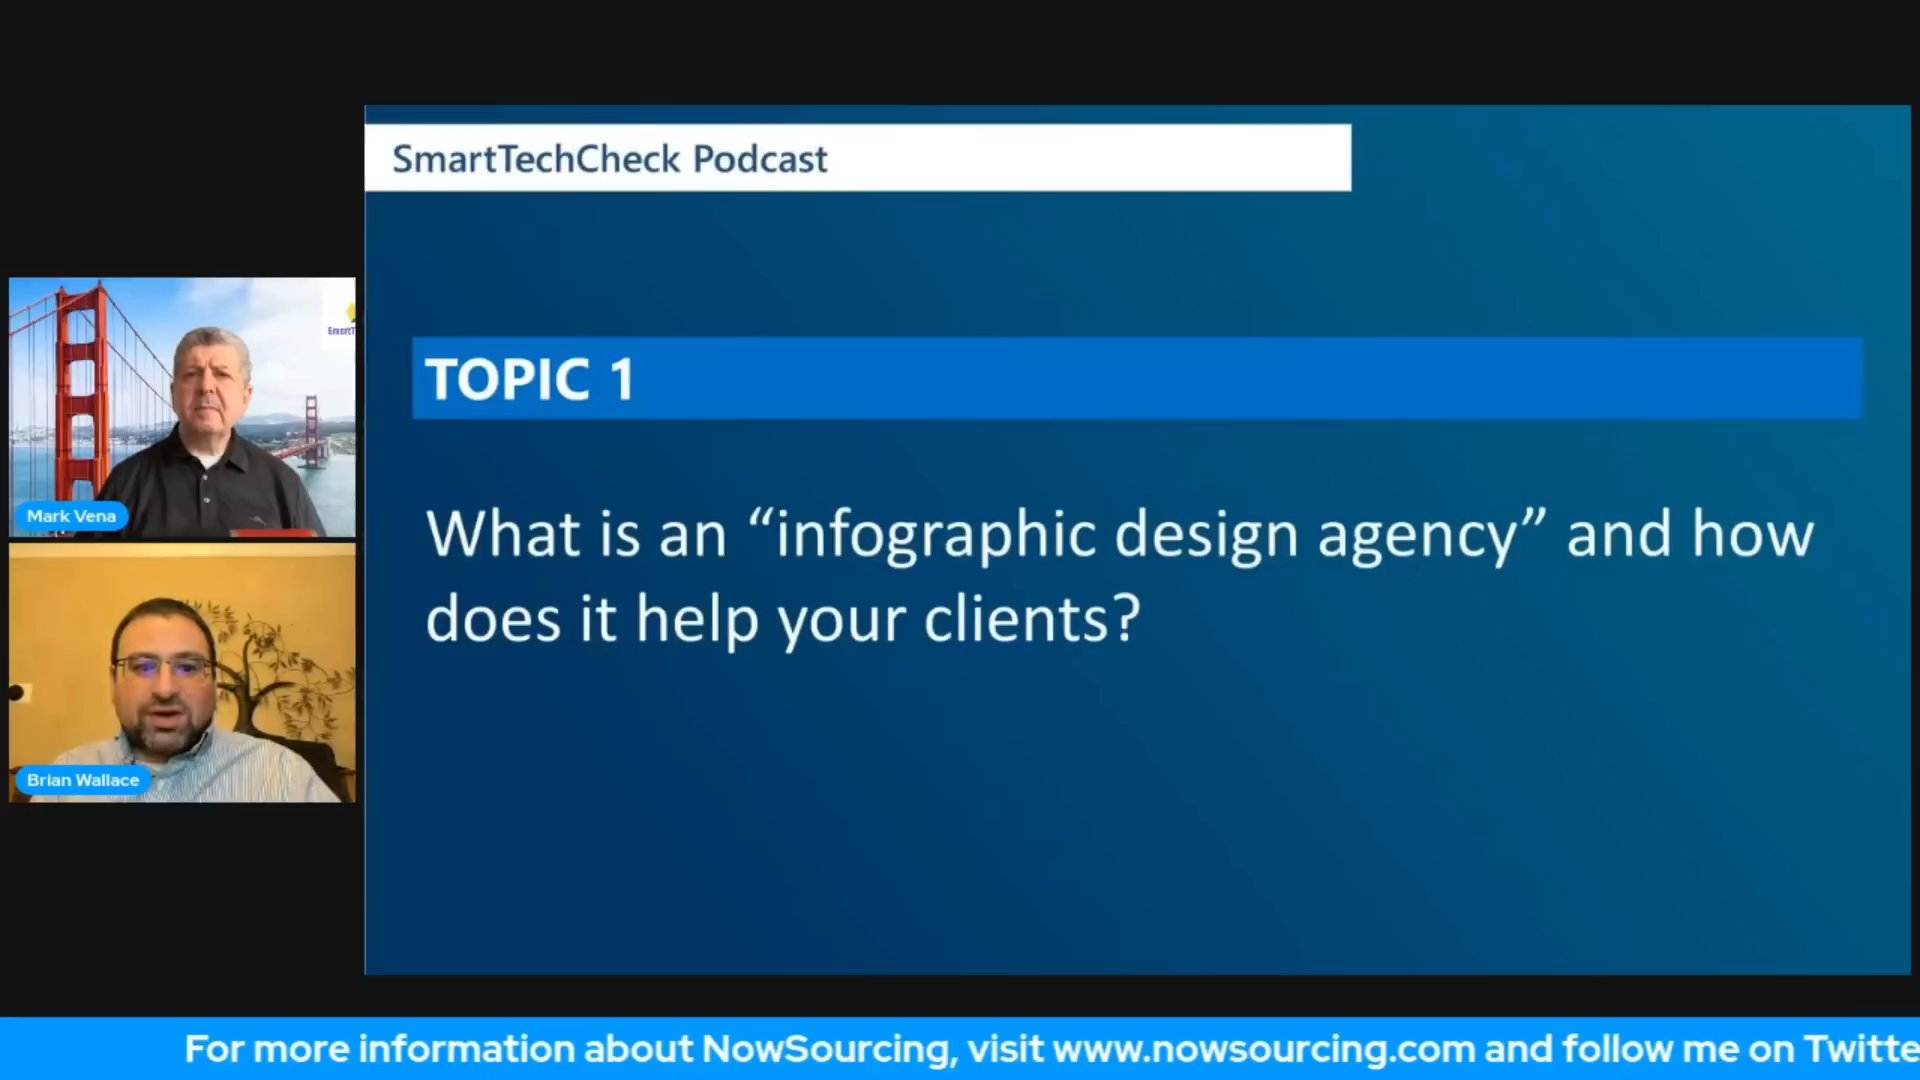 SmartTechCheck Podcast
TOPIC 1
What is an “infographic design agency” and how
does it help your clients?
SmartT
Mark Vena
Brian Wallace
For more information about NowSourcing, visit www.nowsourcing.com and follow me on Twitte